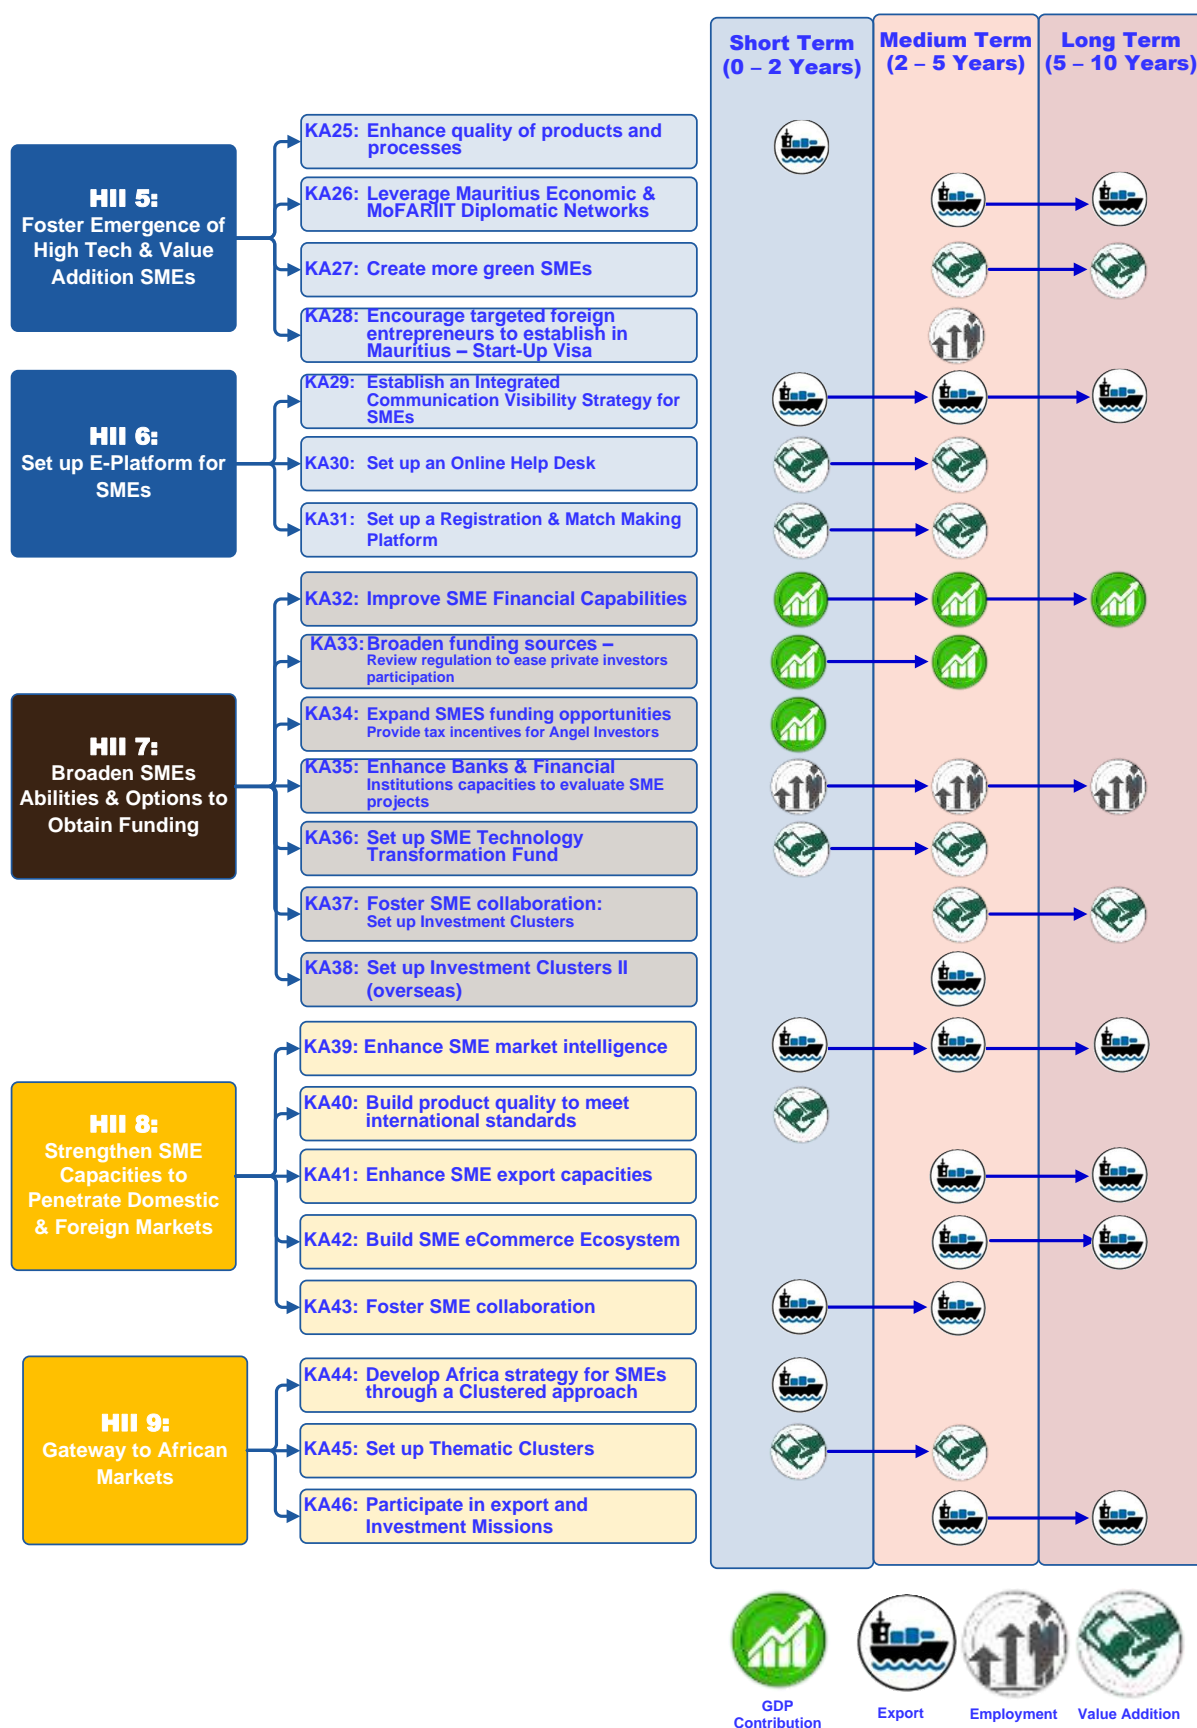 Short Term
(0 – 2 Years)
Medium Term
(2 – 5 Years)
Long Term
(5 – 10 Years)
HII 5:
Foster Emergence of
High Tech & Value
Addition SMEs
KA25: Enhance quality of products and
processes
KA26: Leverage Mauritius Economic &
MoFARIIT Diplomatic Networks
KA27: Create more green SMEs
KA28: Encourage targeted foreign
entrepreneurs to establish in
Mauritius – Start-Up Visa
HII 6:
Set up E-Platform for
SMEs
KA29: Establish an Integrated
Communication Visibility Strategy for
SMEs
KA30: Set up an Online Help Desk
KA31: Set up a Registration & Match Making
Platform
HII 7:
Broaden SMEs
Abilities & Options to
Obtain Funding
KA32: Improve SME Financial Capabilities
KA33: Broaden funding sources –
Review regulation to ease private investors
participation
KA34: Expand SMES funding opportunities
Provide tax incentives for Angel Investors
KA35: Enhance Banks & Financial
Institutions capacities to evaluate SME
projects
KA36: Set up SME Technology
Transformation Fund
KA37: Foster SME collaboration:
Set up Investment Clusters
KA38: Set up Investment Clusters II
(overseas)
HII 8:
Strengthen SME
Capacities to
Penetrate Domestic
& Foreign Markets
KA39: Enhance SME market intelligence
KA40: Build product quality to meet
international standards
KA41: Enhance SME export capacities
KA42: Build SME eCommerce Ecosystem
KA43: Foster SME collaboration
HII 9:
Gateway to African
Markets
KA44: Develop Africa strategy for SMEs
through a Clustered approach
KA45: Set up Thematic Clusters
KA46: Participate in export and
Investment Missions
GDP
Contribution
Export
Employment
Value Addition